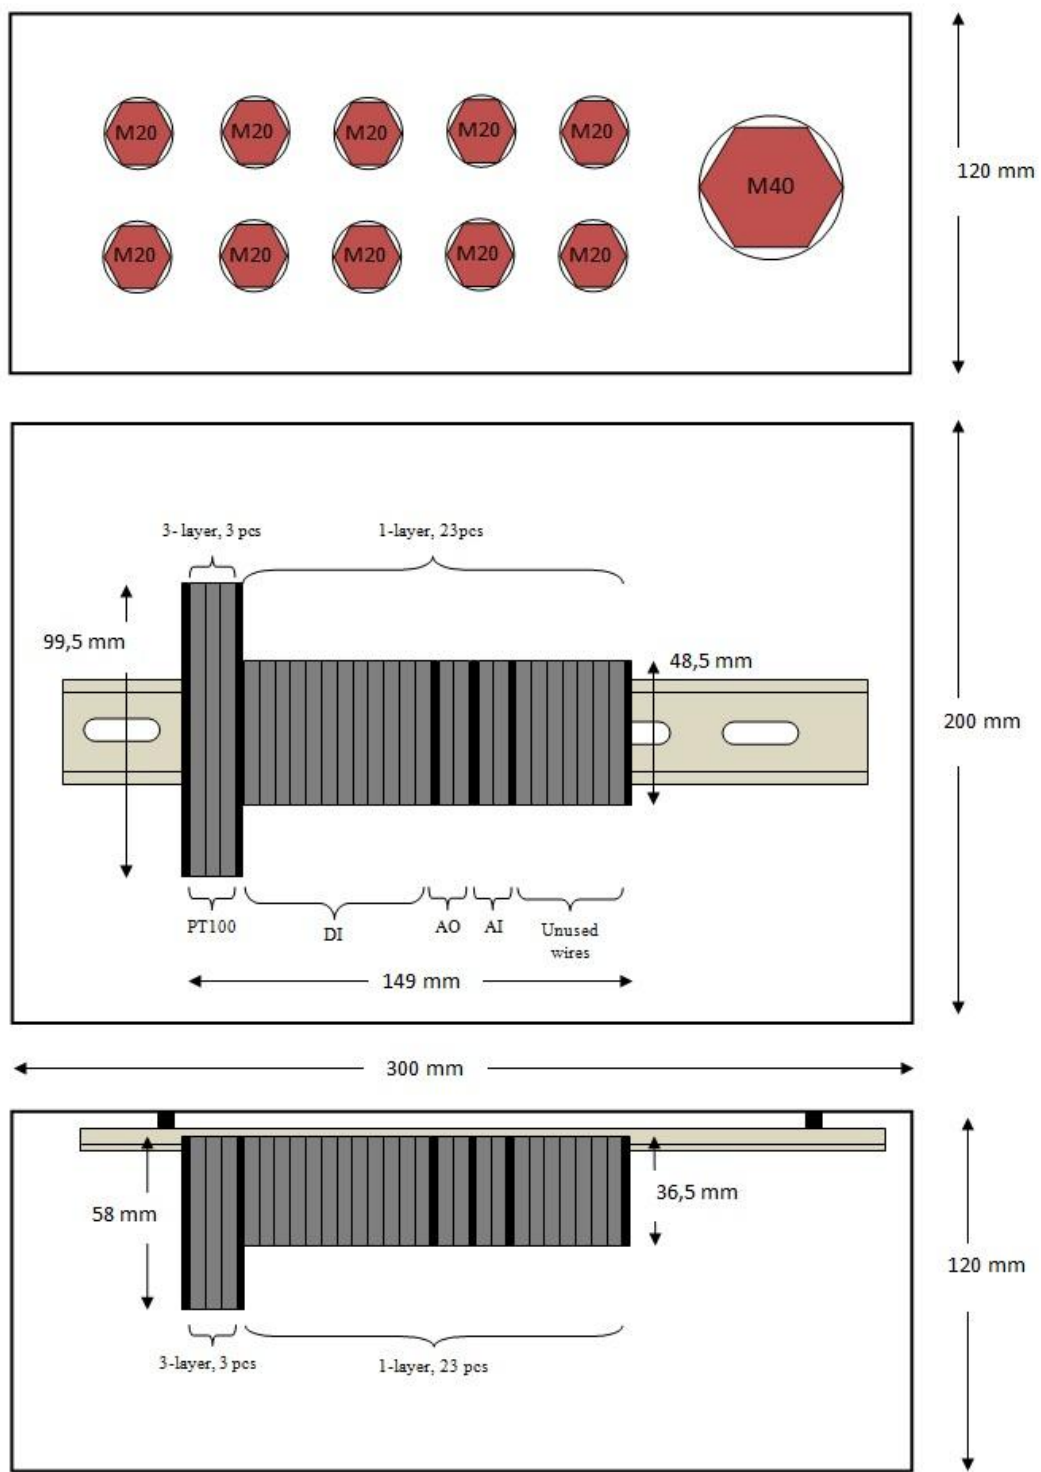 M20 M20 M20 M20 M20
M40
120 mm
M20 M20 M20 M20 M20
3- layer, 3 pcs
1-layer, 23pcs
99,5 mm
48,5 mm
200 mm
PT100
DI
AO
AI
Unused
wires
149 mm
300 mm
58 mm
36,5 mm
120 mm
3-layer, 3 pcs
1-layer, 23 pcs